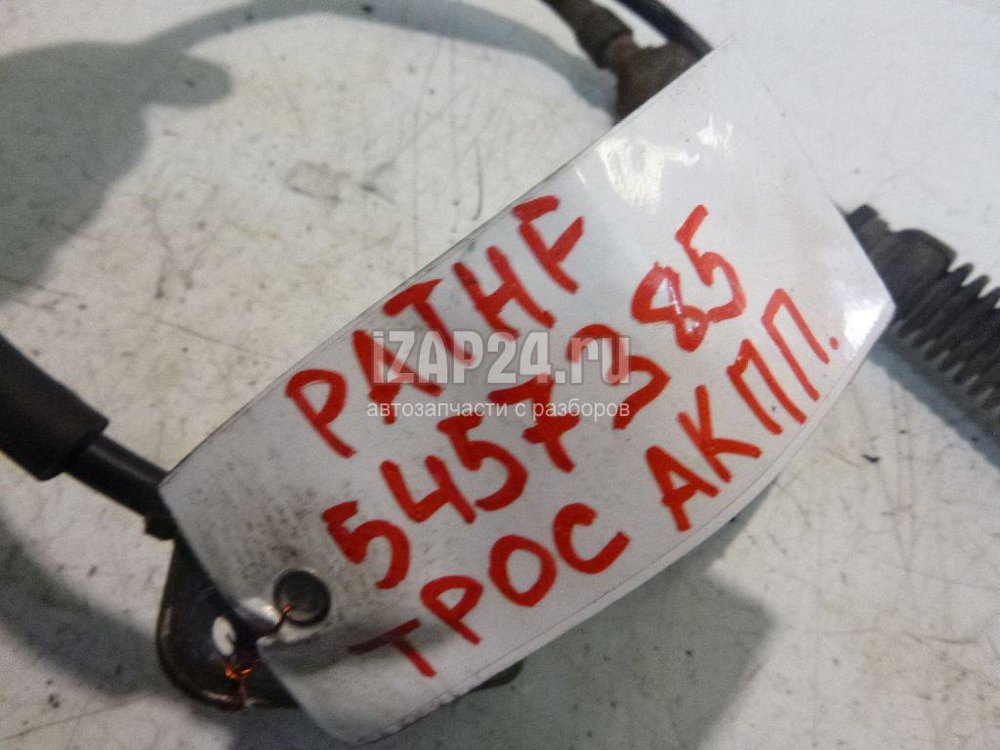 PATHF
5457385
ТРОС АКПП.
iZAP24.ru
автозапчасти с разборов